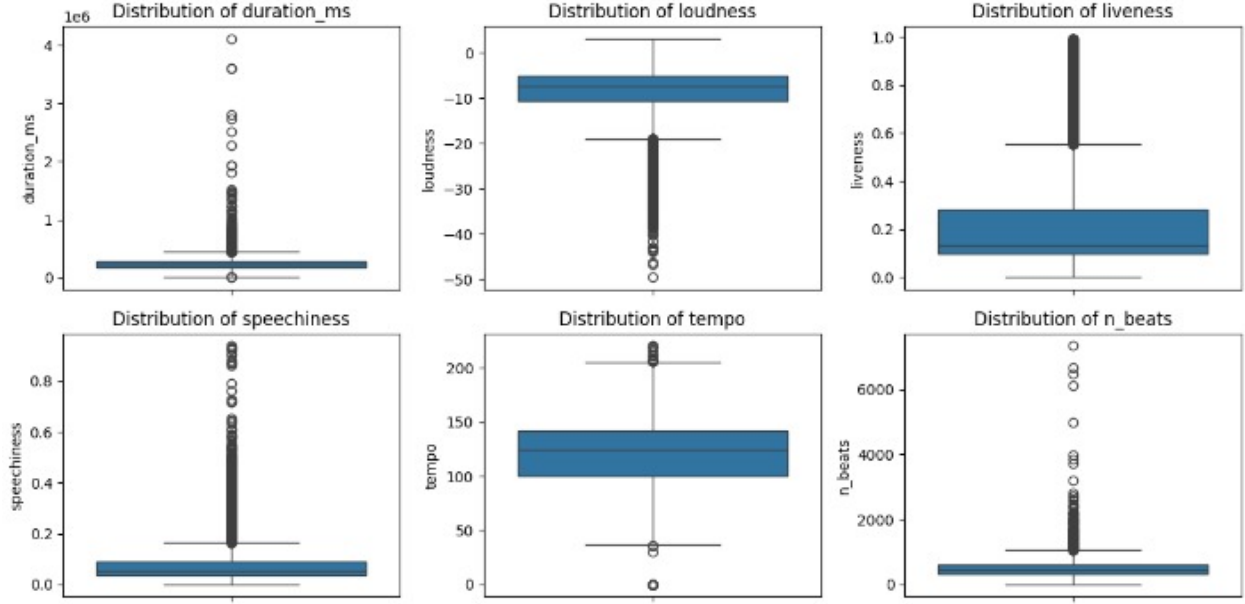 Distribution of duration_ms
1e6
4
3
2
1
0
duration_ms
Distribution of loudness
0
−10
−20
−30
−40
−50
loudness
Distribution of liveness
1.0
0.8
0.6
0.4
0.2
0.0
liveness
Distribution of speechiness
0.8
0.6
0.4
0.2
0.0
speechiness
Distribution of tempo
200
150
100
50
0
tempo
Distribution of n_beats
6000
4000
2000
0
n_beats